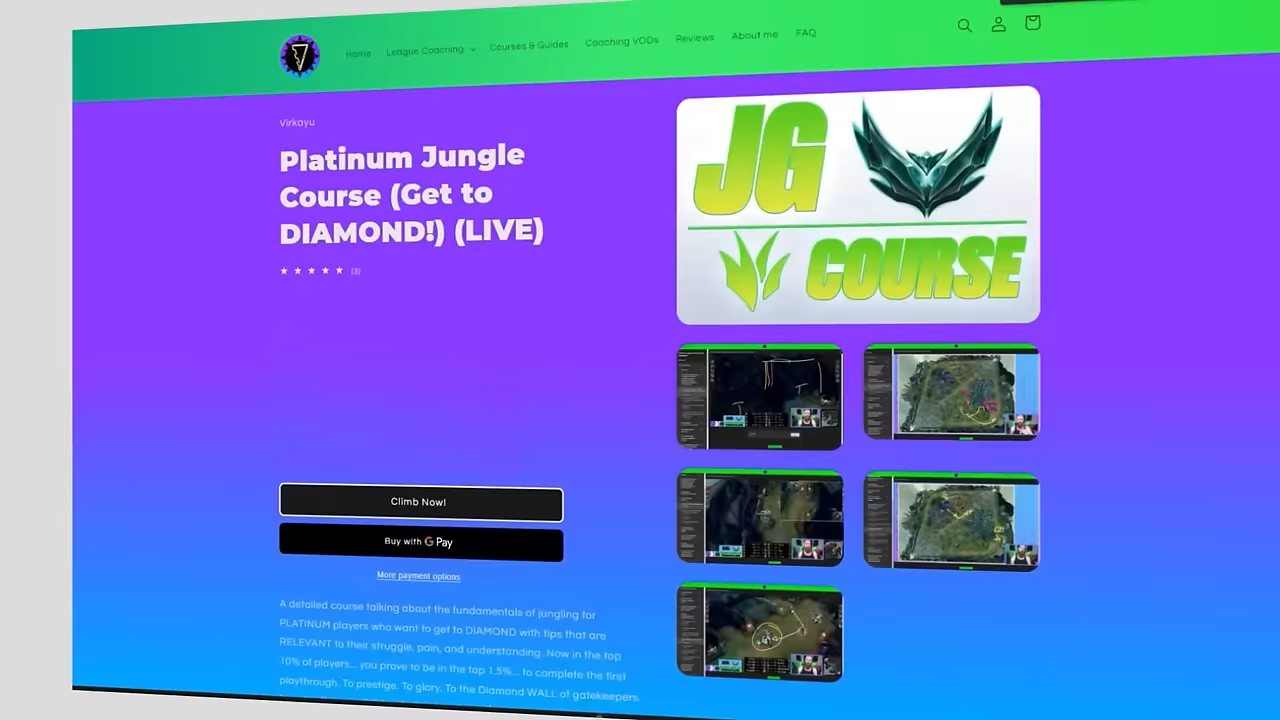 Home League Coaching Courses & Guides Coaching VODs Reviews About me FAQ
Virkayu
Platinum Jungle
Course (Get to
DIAMOND!) (LIVE)
(3)
JG
COURSE
Climb Now!
Buy with G Pay
More payment options
A detailed course talking about the fundamentals of jungling for
PLATINUM players who want to get to DIAMOND with tips that are
RELEVANT to their struggle, pain, and understanding. Now in the top
10% of players... you prove to be in the top 1.5%... to complete the first
playthrough. To prestige. To glory. To the Diamond WALL of gatekeepers.